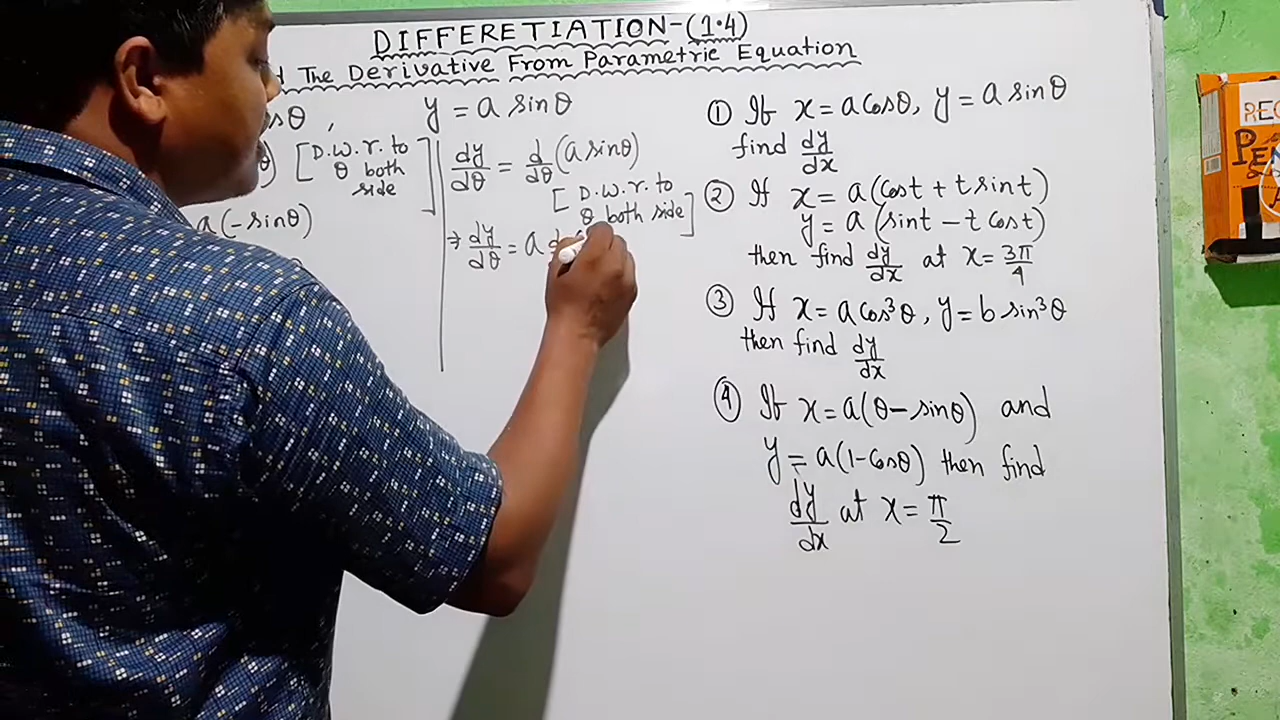 DIFFERETIATION-(1.4)
The Derivative From Parametric Equation
y = a sinθ
[D.W.r. to
θ both
side]
a(-sinθ)
dy/dθ = d/dθ (a sinθ)
[D.W.r. to
θ both side]
⇒ dy/dθ = a
① If x = a cosθ, y = a sinθ
find dy/dx
② If x = a(cost + t sint)
y = a (sint - t cost)
then find dy/dx at x = 3π/4
③ If x = a cos³θ, y = b sin³θ
then find dy/dx
④ If x = a(θ - sinθ) and
y = a(1-cosθ) then find
dy/dx at x = π/2